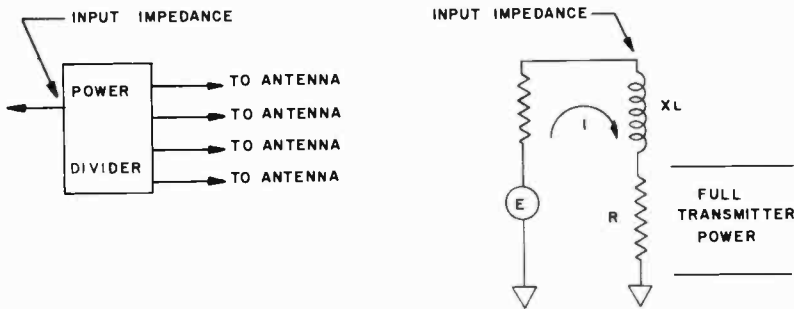 INPUT IMPEDANCE
POWER
DIVIDER
TO ANTENNA
TO ANTENNA
TO ANTENNA
TO ANTENNA
INPUT IMPEDANCE
XL
I
E
R
FULL
TRANSMITTER
POWER